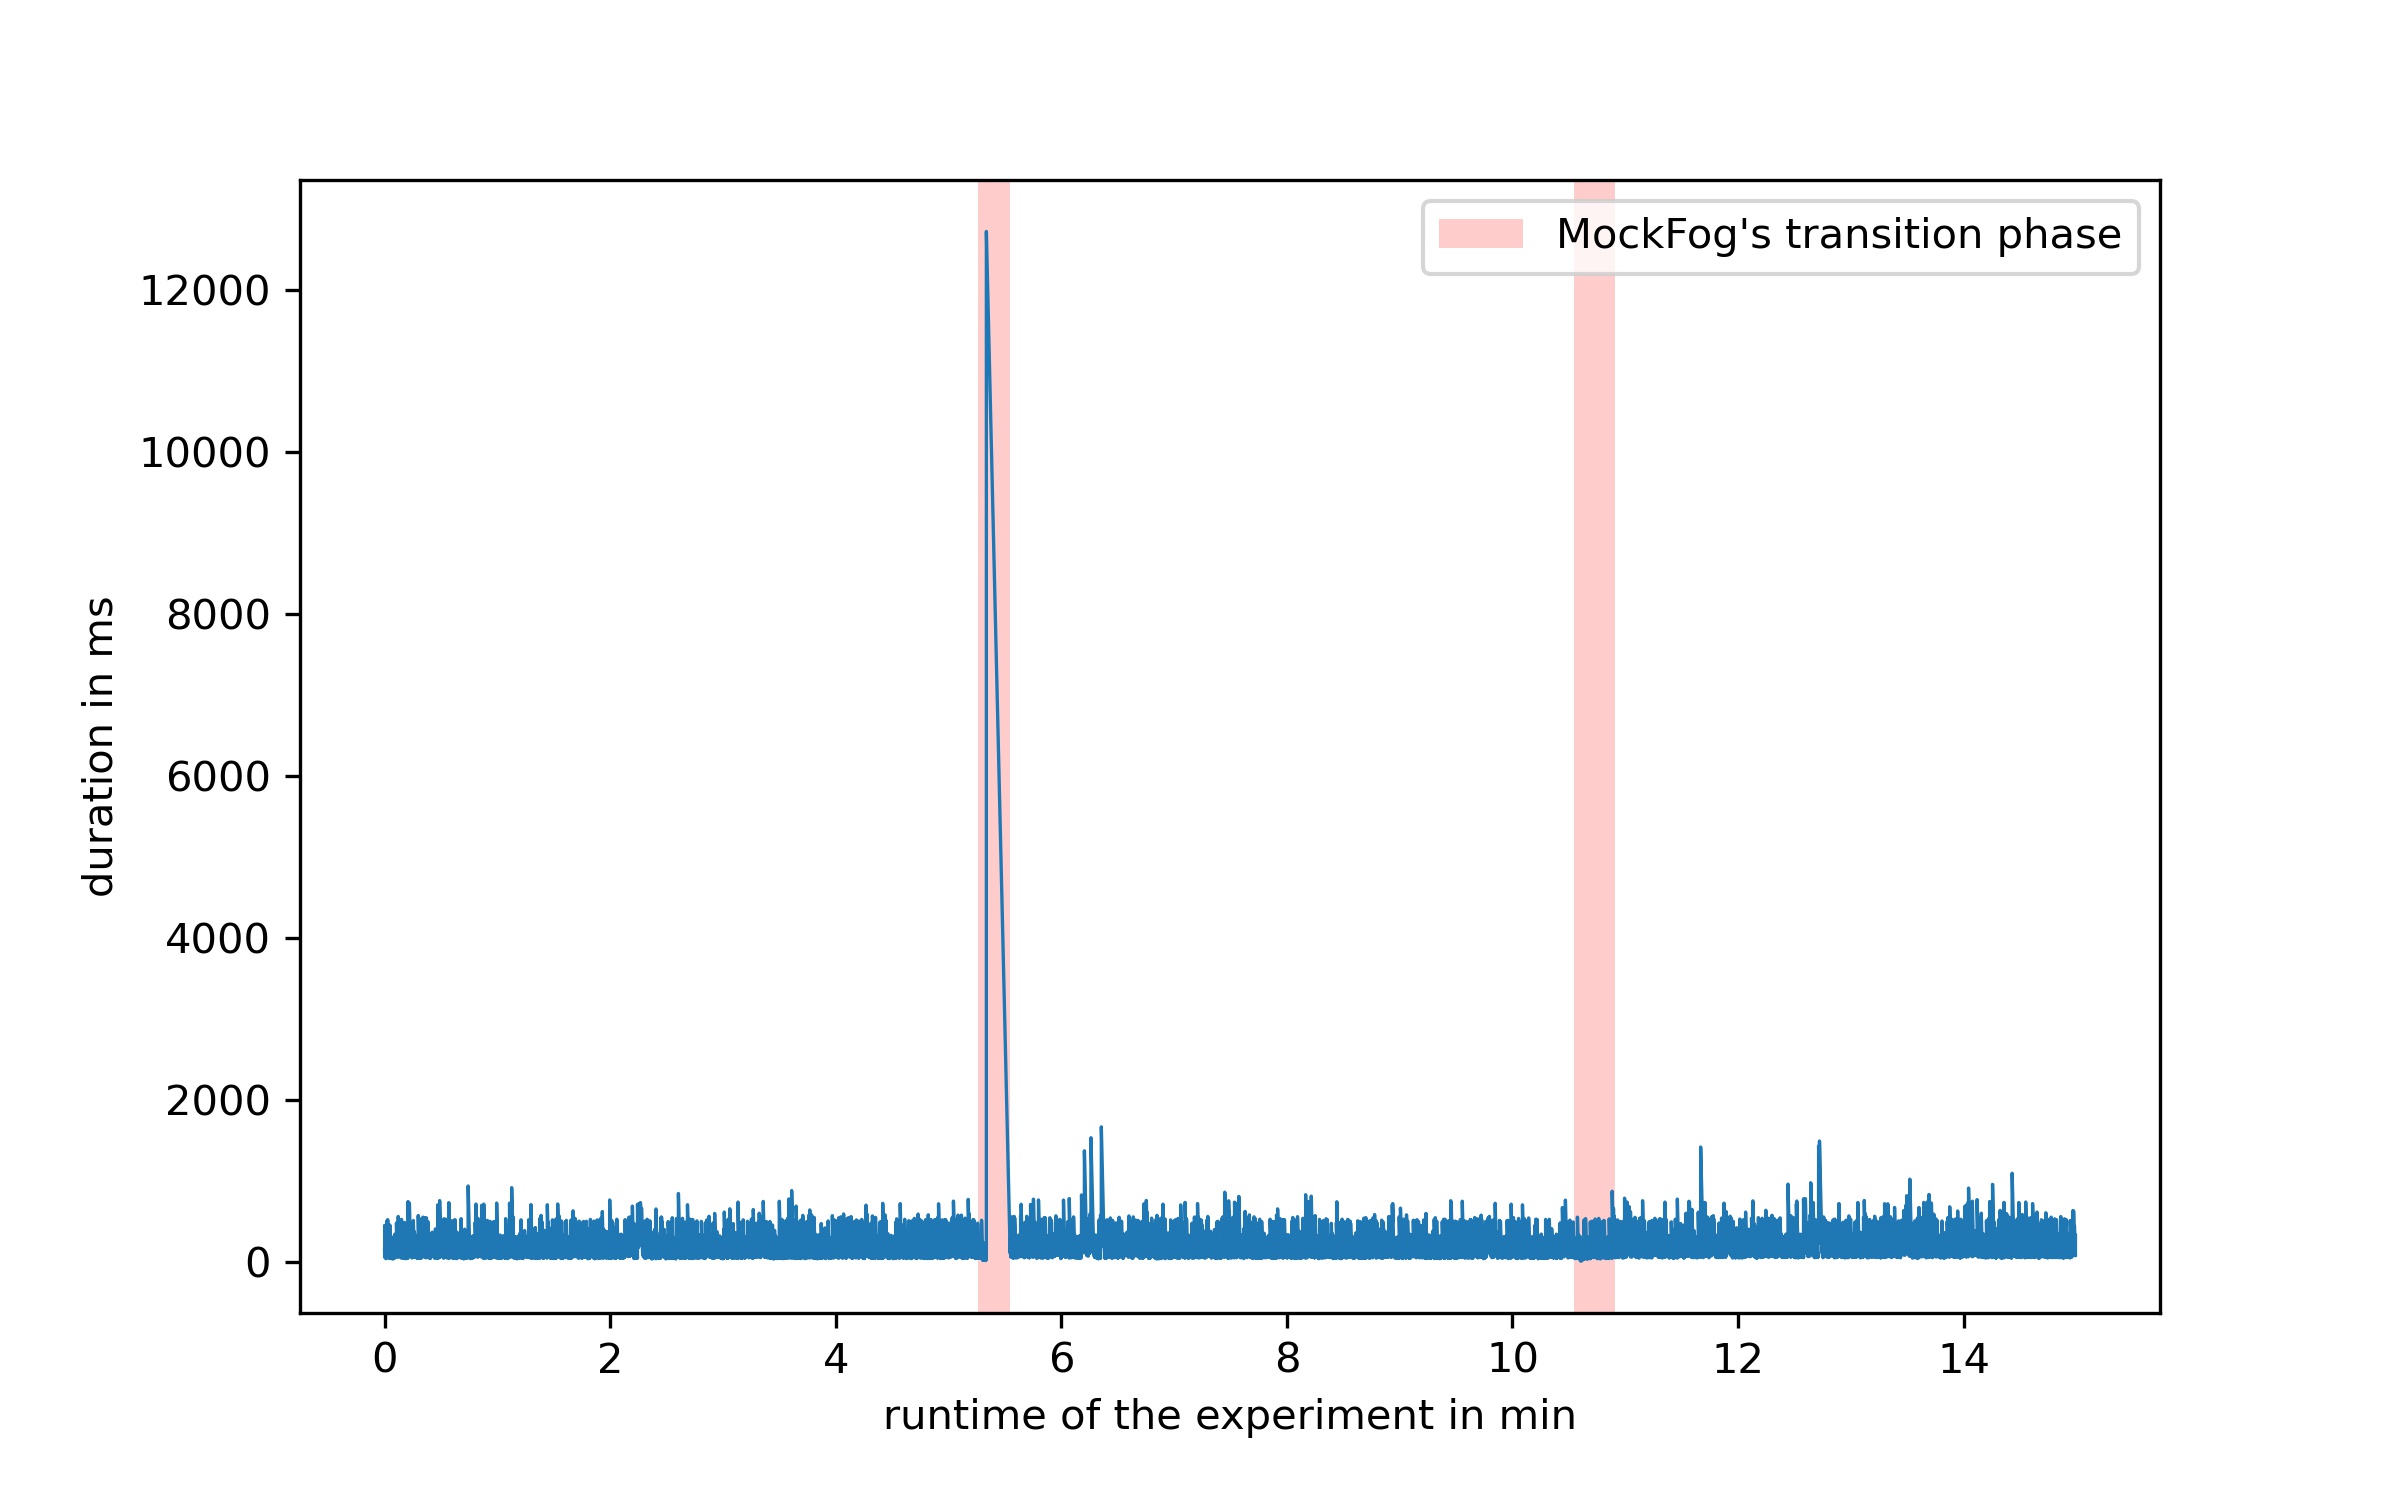 MockFog's transition phase
12000
10000
8000
6000
4000
2000
0
duration in ms
0 2 4 6 8 10 12 14
runtime of the experiment in min